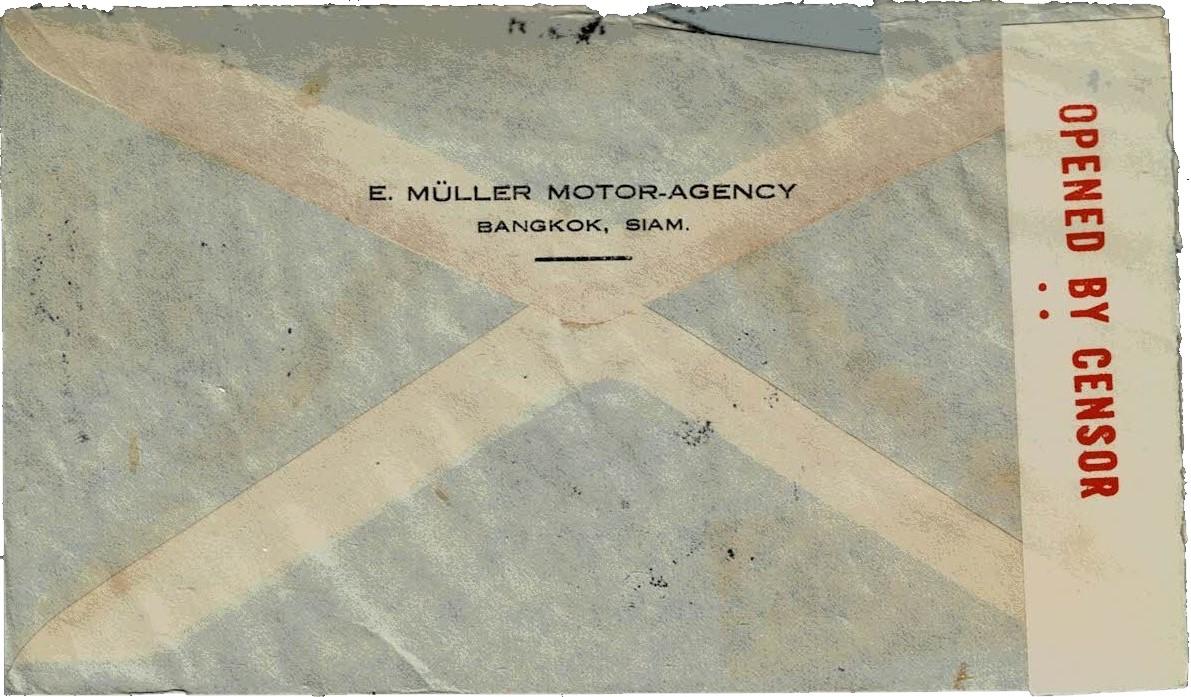 E. MÜLLER MOTOR-AGENCY
BANGKOK, SIAM.
OPENED BY CENSOR